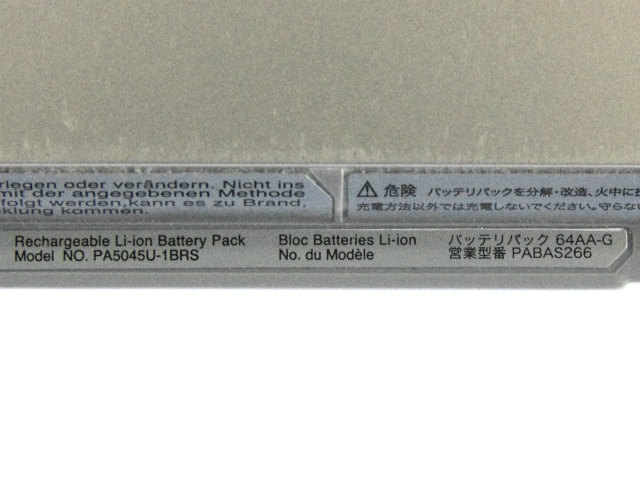 rlegen oder verändern. Nicht ins
mit der angegebenen Methode
folgt werden, kann es zu Brand,
cklung kommen.
⚠ 危険 バッテリパックを分解・改造、火中に投
充電方法以外では充電しないでください。守らない
Rechargeable Li-ion Battery Pack
Model NO. PA5045U-1BRS
Bloc Batteries Li-ion
No. du Modèle
バッテリパック 64AA-G
営業型番 PABAS266